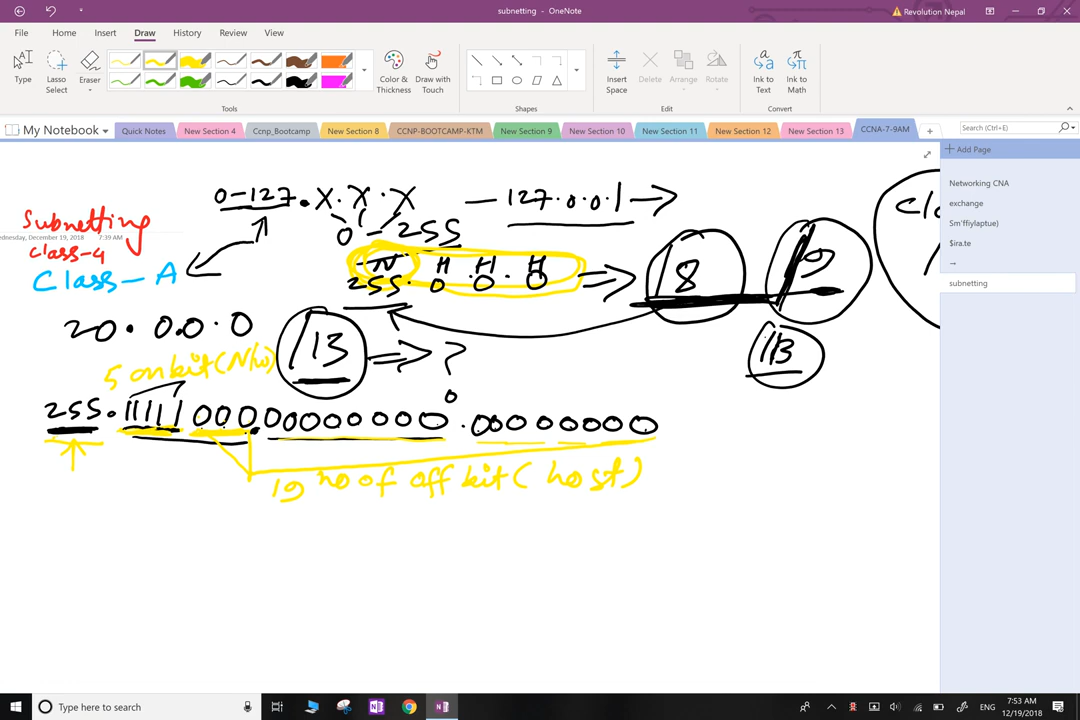 subnetting - OneNote
Revolution Nepal
File Home Insert Draw History Review View
Type
Lasso Select
Eraser
Color & Thickness
Draw with Touch
Insert Space
Delete
Arrange
Rotate
Ink to Text
Ink to Math
Tools
Shapes
Edit
Convert
My Notebook
Quick Notes
New Section 4
Ccnp_Bootcamp
New Section 8
CCNP-BOOTCAMP-KTM
New Section 9
New Section 10
New Section 11
New Section 12
New Section 13
CCNA-7-9AM
Search (Ctrl+E)
Add Page
Networking CNA
exchange
Sm'ffiylaptue)
$ira.te
→
subnetting
0-127.X.X.X — 127.0.0.1 →
Subnetting
0 - 255
ednesday, December 19, 2018 7:39 AM
class-4
Class-A
N H H H
255.0.0.0 ⇒ /8 /9
20.0.0.0
/13 ⇒ ?
/13
5 on bit (N/w)
255.11111000.00000000.00000000
19 no of off bit (host)
Type here to search
ENG
7:53 AM
12/19/2018